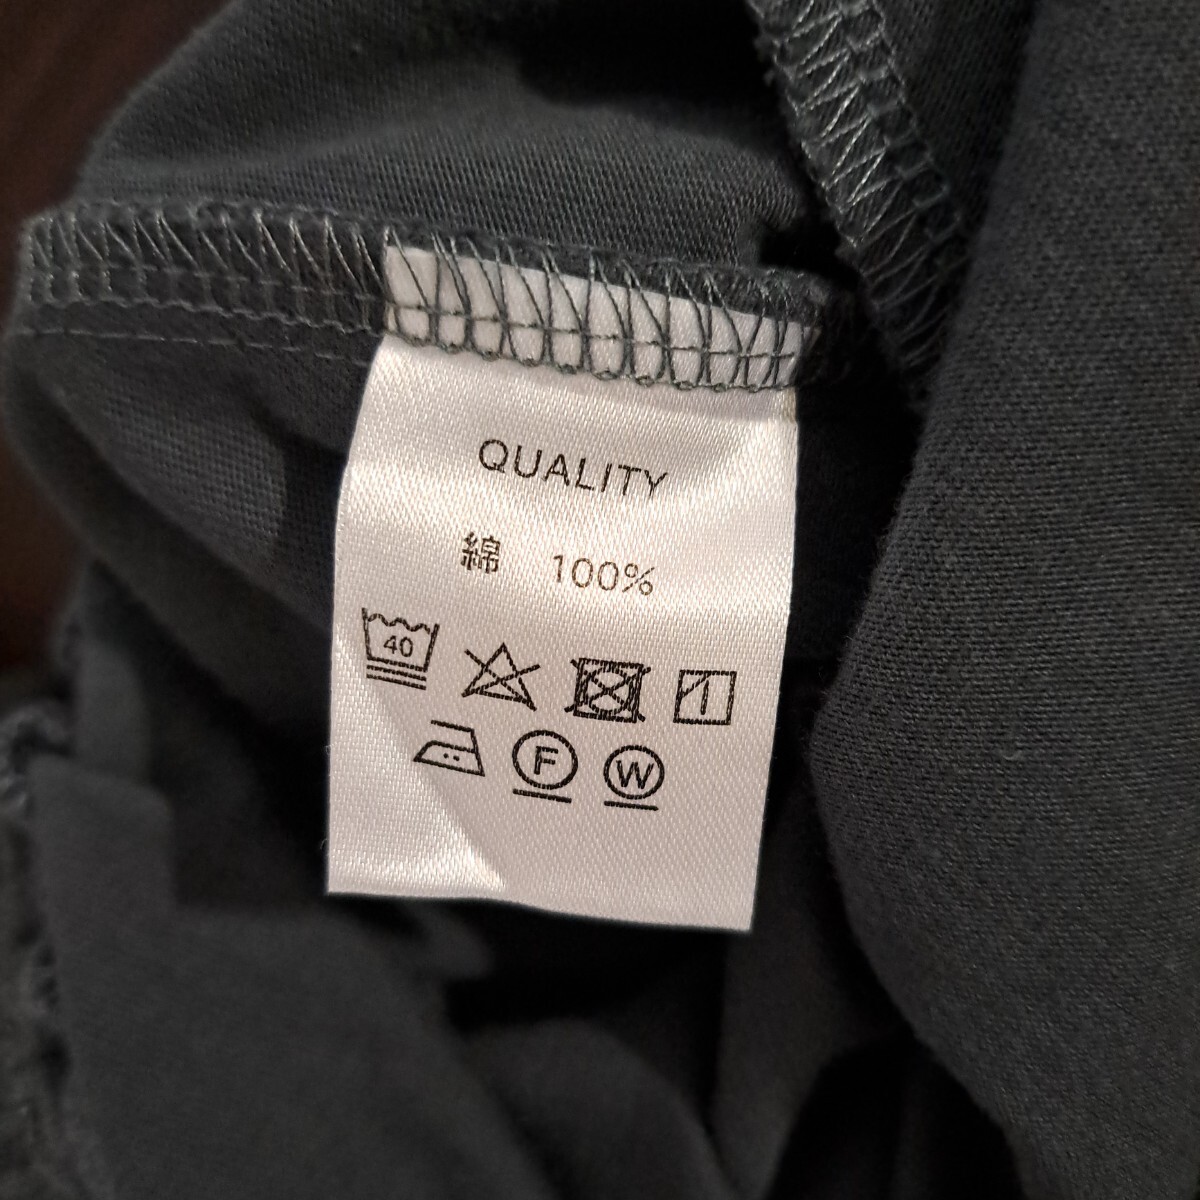 QUALITY
綿 100%
40
F W